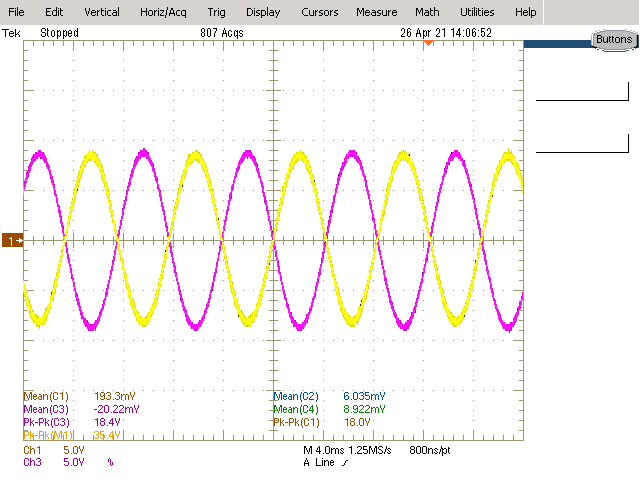 File Edit Vertical Horiz/Acq Trig Display Cursors Measure Math Utilities Help
Tek Stopped 807 Acqs 26 Apr 21 14:06:52
Buttons
1
Mean(C1) 193.3mV Mean(C2) 6.035mV
Mean(C3) -20.22mV Mean(C4) 8.922mV
Pk-Pk(C3) 18.4V Pk-Pk(C1) 18.0V
Pk-Pk(M1) 35.4V
Ch1 5.0V M 4.0ms 1.25MS/s 800ns/pt
Ch3 5.0V % A Line